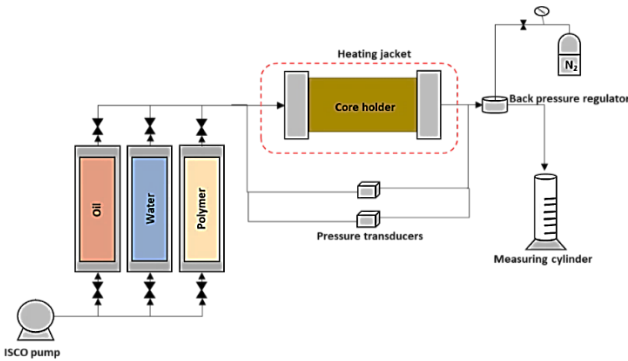 Heating jacket
N₂
Core holder
Back pressure regulator
Oil
Water
Polymer
Pressure transducers
Measuring cylinder
ISCO pump